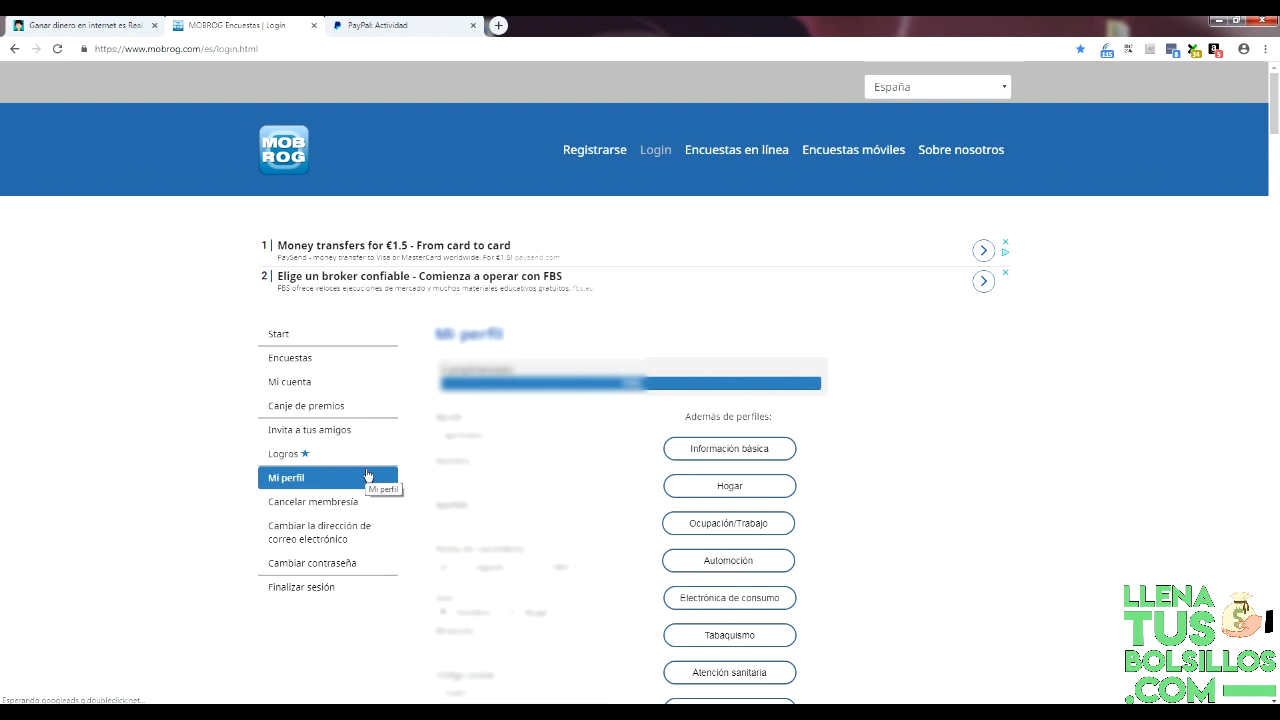 Ganar dinero en internet es Real
MOBROG Encuestas | Login
PayPal: Actividad
https://www.mobrog.com/es/login.html
España
MOB
ROG
Registrarse
Login
Encuestas en línea
Encuestas móviles
Sobre nosotros
1
Money transfers for €1.5 - From card to card
PaySend - money transfer to Visa or MasterCard worldwide. For €1.5! paysend.com
2
Elige un broker confiable - Comienza a operar con FBS
FBS ofrece veloces ejecuciones de mercado y muchos materiales educativos gratuitos. fbs.eu
Start
Encuestas
Mi cuenta
Canje de premios
Invita a tus amigos
Logros
Mi perfil
Mi perfil
Cancelar membresía
Cambiar la dirección de
correo electrónico
Cambiar contraseña
Finalizar sesión
Mi perfil
Además de perfiles:
Información básica
Hogar
Ocupación/Trabajo
Automoción
Electrónica de consumo
Tabaquismo
Atención sanitaria
LLENA
TUS
BOLSILLOS
.COM
Esperando googleads.g.doubleclick.net...